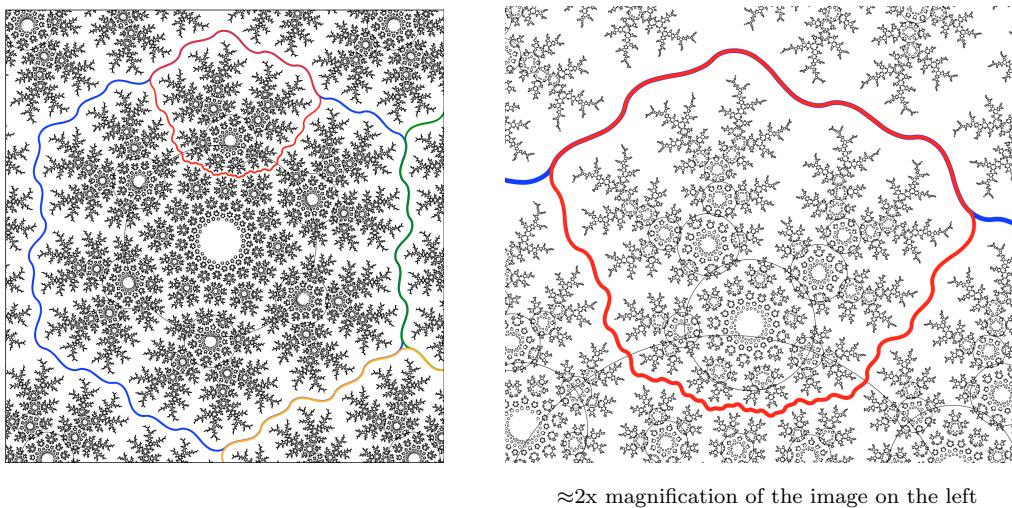 ≈2x magnification of the image on the left